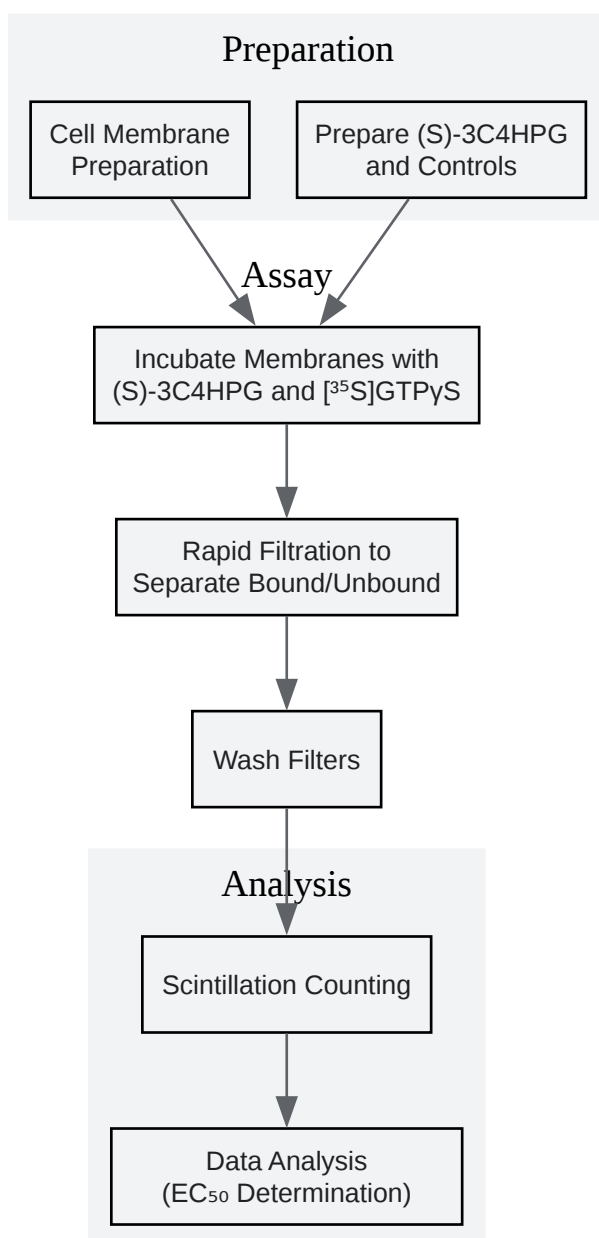 Preparation
Cell Membrane
Preparation
Prepare (S)-3C4HPG
and Controls
Assay
Incubate Membranes with
(S)-3C4HPG and [³⁵S]GTPγS
Rapid Filtration to
Separate Bound/Unbound
Wash Filters
Analysis
Scintillation Counting
Data Analysis
(EC₅₀ Determination)